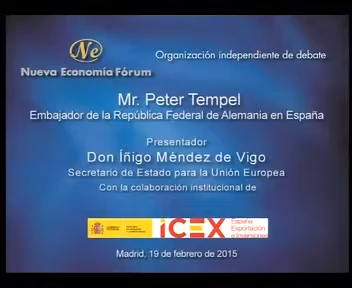 Ne
Organización independiente de debate
Nueva Economía Fórum
Mr. Peter Tempel
Embajador de la República Federal de Alemania en España
Presentador
Don Íñigo Méndez de Vigo
Secretario de Estado para la Unión Europea
Con la colaboración institucional de
ICEX
España
Exportación
e Inversiones
Madrid, 19 de febrero de 2015